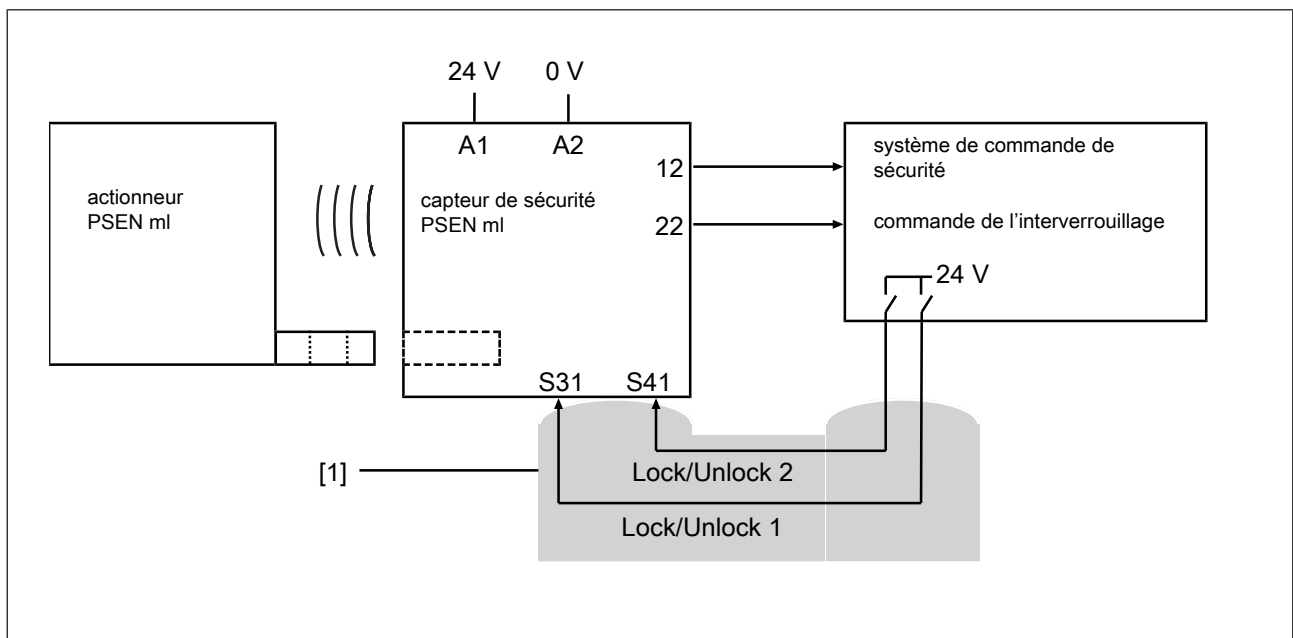 24 V
0 V
A1
A2
actionneur
PSEN ml
capteur de sécurité
PSEN ml
12
22
système de commande de
sécurité
commande de l'interverrouillage
24 V
S31
S41
[1]
Lock/Unlock 2
Lock/Unlock 1